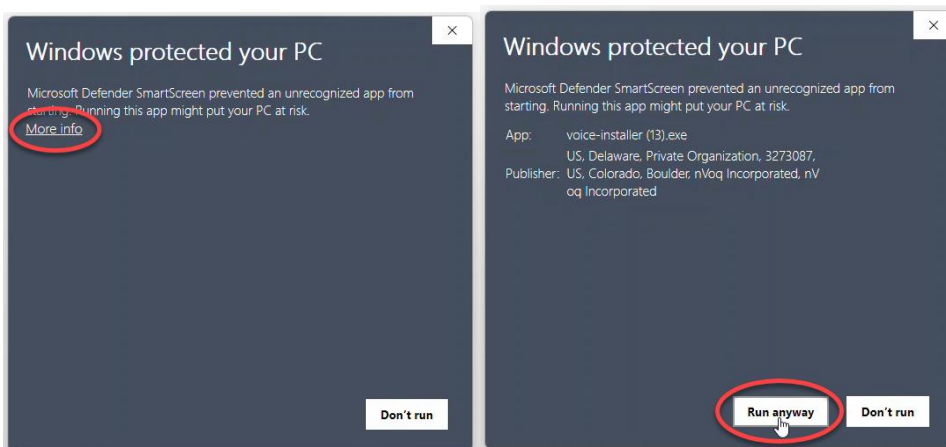 Windows protected your PC
Microsoft Defender SmartScreen prevented an unrecognized app from
starting. Running this app might put your PC at risk.
More info
Don't run
Windows protected your PC
Microsoft Defender SmartScreen prevented an unrecognized app from
starting. Running this app might put your PC at risk.
App: voice-installer (13).exe
US, Delaware, Private Organization, 3273087,
Publisher: US, Colorado, Boulder, nVoq Incorporated, nV
oq Incorporated
Run anyway Don't run